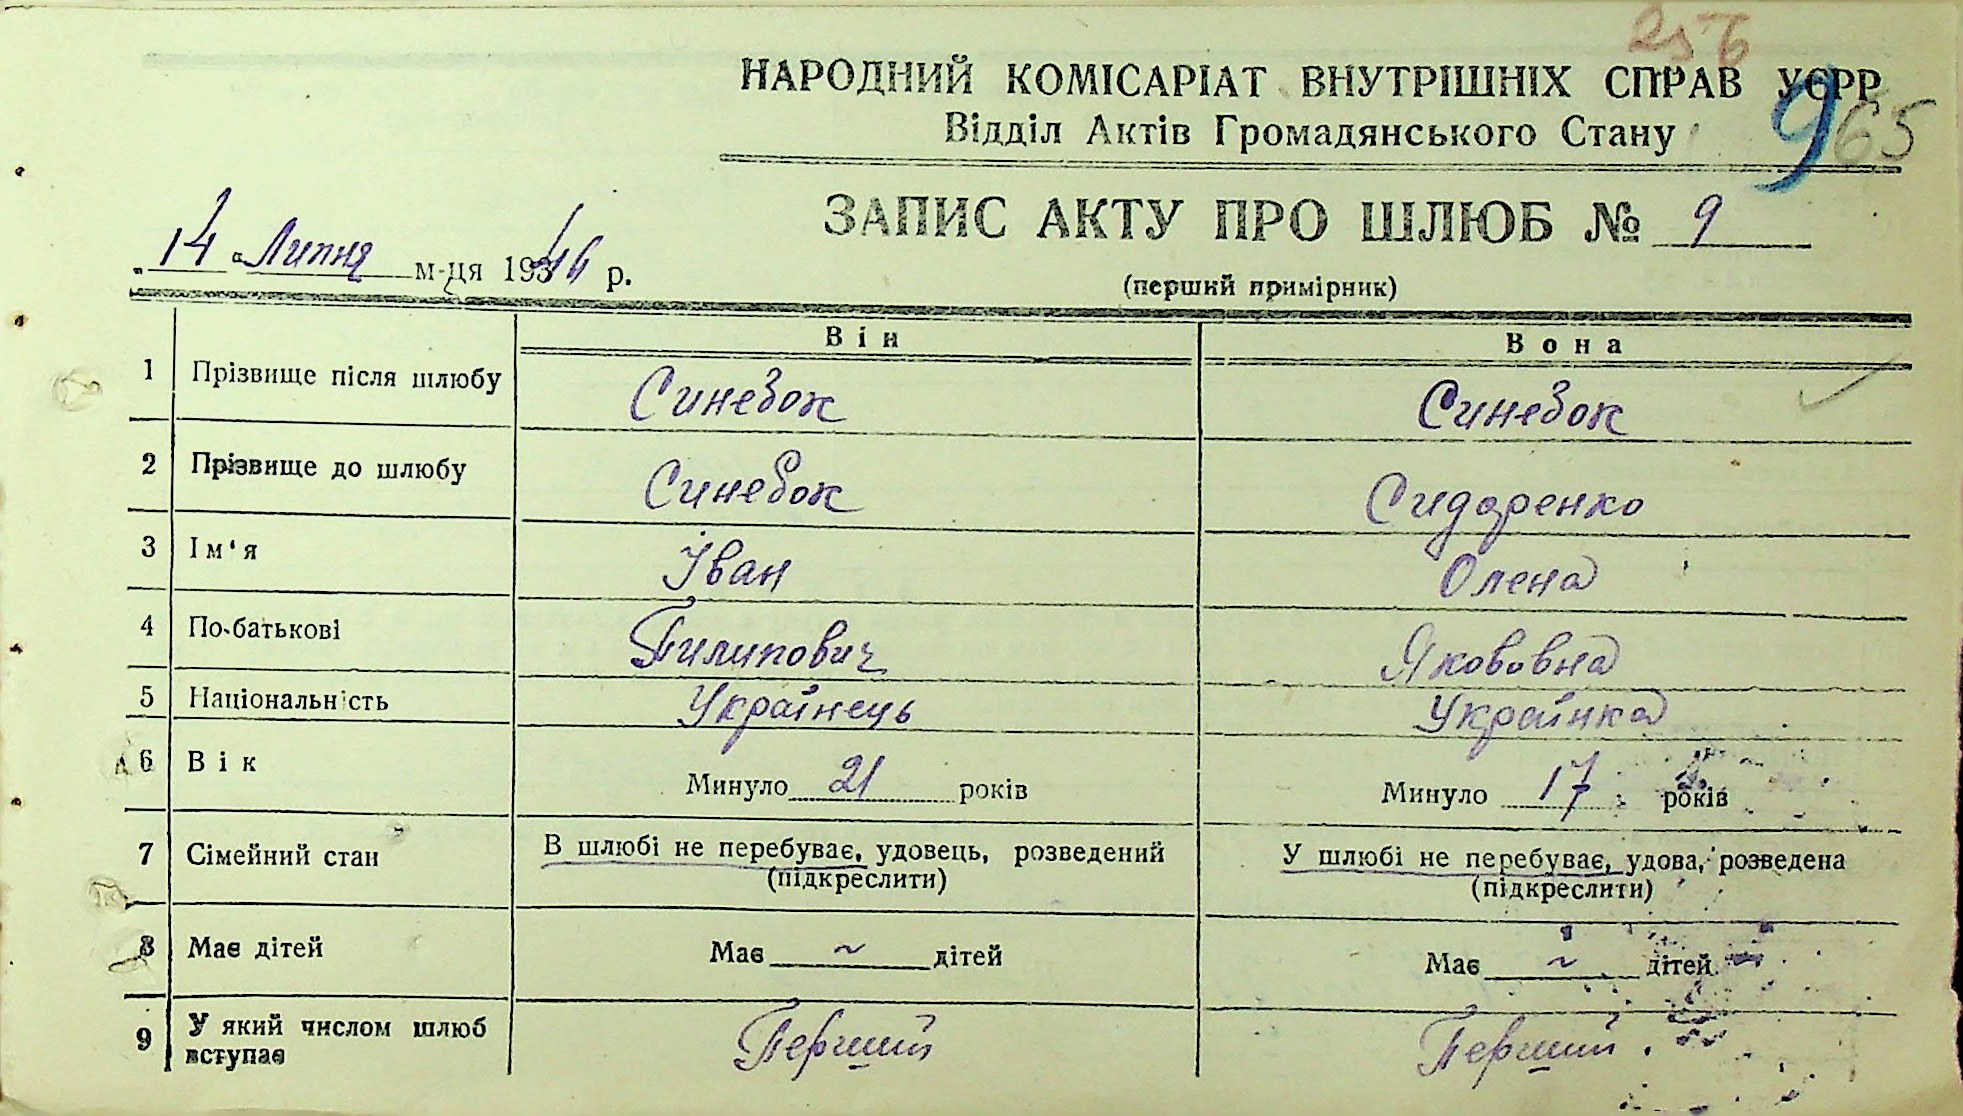 256
НАРОДНИЙ КОМІСАРІАТ ВНУТРІШНІХ СПРАВ УСРР
Відділ Актів Громадянського Стану
9 65
ЗАПИС АКТУ ПРО ШЛЮБ № 9
„14“ Липня м-ця 1946 р.
(перший примірник)
Він Вона
1 Прізвище після шлюбу Синебок Синебок
2 Прізвище до шлюбу Синебок Сидоренко
3 Ім'я Іван Олена
4 По-батькові Пилипович Якововна
5 Національність Українець Українка
6 Вік Минуло 21 років Минуло 17 років
7 Сімейний стан В шлюбі не перебуває, удовець, розведений У шлюбі не перебуває, удова, розведена
(підкреслити) (підкреслити)
8 Має дітей Має ~ дітей Має ~ дітей
9 У який числом шлюб вступає Перший Перший